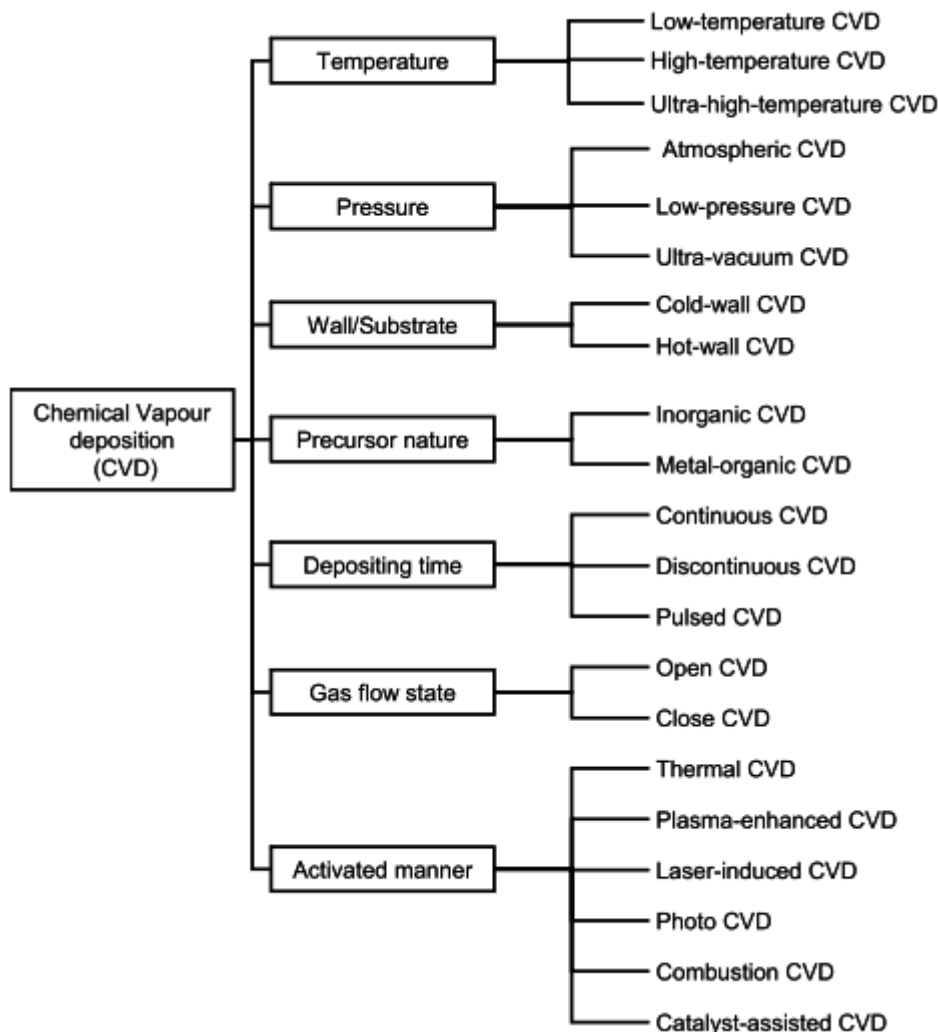 Low-temperature CVD
Temperature
High-temperature CVD
Ultra-high-temperature CVD
Atmospheric CVD
Pressure
Low-pressure CVD
Ultra-vacuum CVD
Cold-wall CVD
Wall/Substrate
Hot-wall CVD
Chemical Vapour
deposition
(CVD)
Inorganic CVD
Precursor nature
Metal-organic CVD
Continuous CVD
Depositing time
Discontinuous CVD
Pulsed CVD
Open CVD
Gas flow state
Close CVD
Thermal CVD
Plasma-enhanced CVD
Activated manner
Laser-induced CVD
Photo CVD
Combustion CVD
Catalyst-assisted CVD